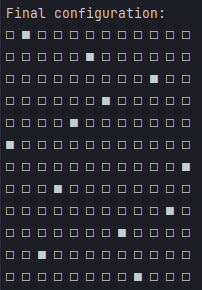 Final configuration:
□ ■ □ □ □ □ □ □ □ □ □ □
□ □ □ □ □ ■ □ □ □ □ □ □
□ □ □ □ □ □ □ □ □ ■ □ □
□ □ □ □ □ □ ■ □ □ □ □ □
□ □ □ □ ■ □ □ □ □ □ □ □
■ □ □ □ □ □ □ □ □ □ □ □
□ □ □ □ □ □ □ □ □ □ □ ■
□ □ □ ■ □ □ □ □ □ □ □ □
□ □ □ □ □ □ □ □ □ □ ■ □
□ □ □ □ □ □ □ ■ □ □ □ □
□ □ ■ □ □ □ □ □ □ □ □ □
□ □ □ □ □ □ □ □ ■ □ □ □